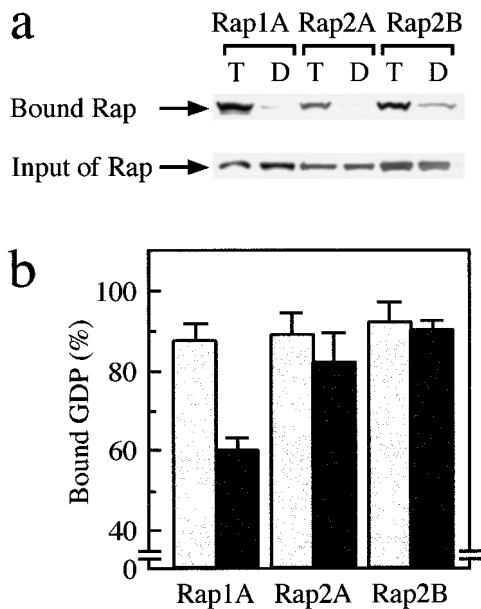 a
Rap1A Rap2A Rap2B
T D T D T D
Bound Rap
Input of Rap
b
Bound GDP (%)
100
80
60
40
0
Rap1A Rap2A Rap2B